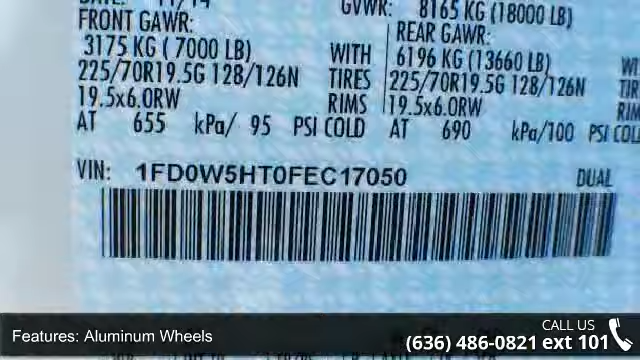 DATE: 11/14
GVWR: 8165 KG (18000 LB)
FRONT GAWR:
REAR GAWR:
3175 KG ( 7000 LB) WITH
6196 KG (13660 LB)
225/70R19.5G 128/126N TIRES
225/70R19.5G 128/126N
19.5x6.0RW RIMS
19.5x6.0RW
AT 655 kPa/ 95 PSI COLD
AT 690 kPa/100 PSI COLD
VIN: 1FD0W5HT0FEC17050
DUAL
Features: Aluminum Wheels
CALL US
(636) 486-0821 ext 101